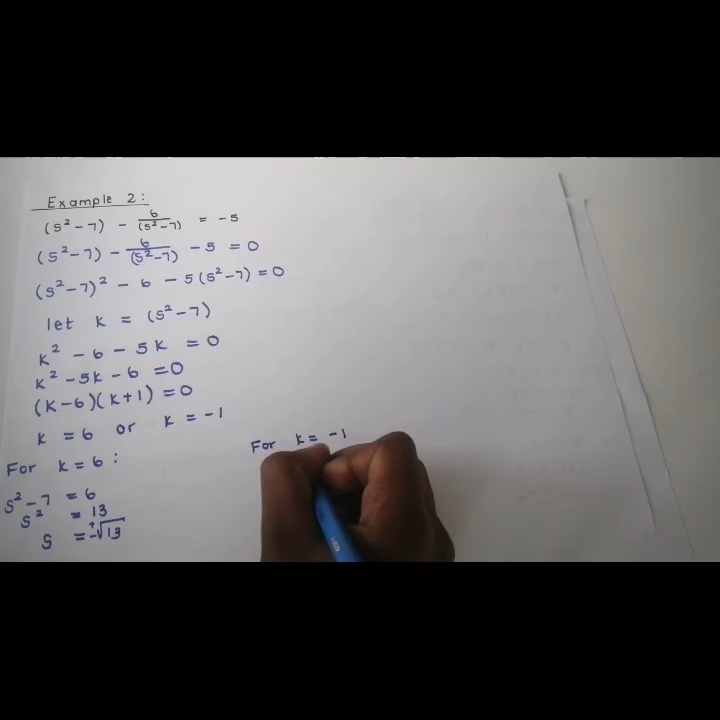 Example 2:
(s² - 7) - 6/(s² - 7) = -5
(s² - 7) - 6/(s² - 7) - 5 = 0
(s² - 7)² - 6 - 5(s² - 7) = 0
let k = (s² - 7)
k² - 6 - 5k = 0
k² - 5k - 6 = 0
(k - 6)(k + 1) = 0
k = 6 or k = -1
For k = 6:
s² - 7 = 6
s² = 13
s = ±√13
For k = -1